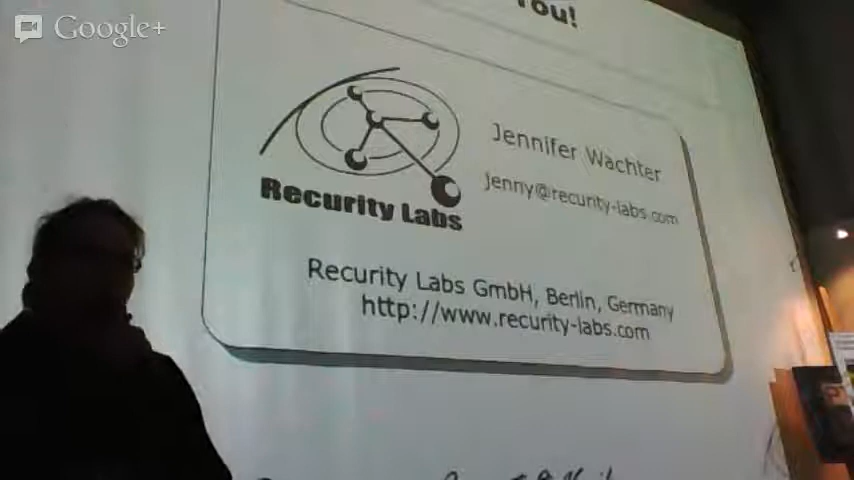 Google+
You!
Jennifer Wachter
Jenny@recurity-labs.com
Recurity Labs
Recurity Labs GmbH, Berlin, Germany
http://www.recurity-labs.com